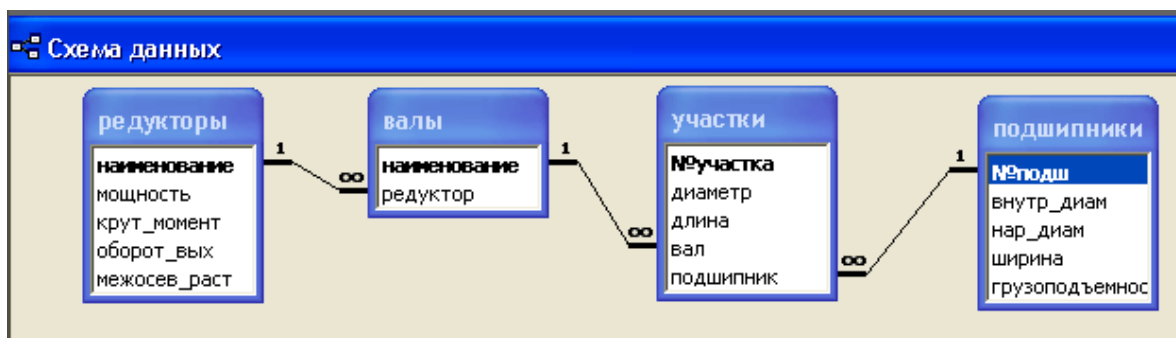 Схема данных
редукторы
наименование
мощность
крут_момент
оборот_вых
межосев_раст
1
∞
валы
наименование
редуктор
1
∞
участки
№участка
диаметр
длина
вал
подшипник
∞
1
подшипники
№подш
внутр_диам
нар_диам
ширина
грузоподъемнос